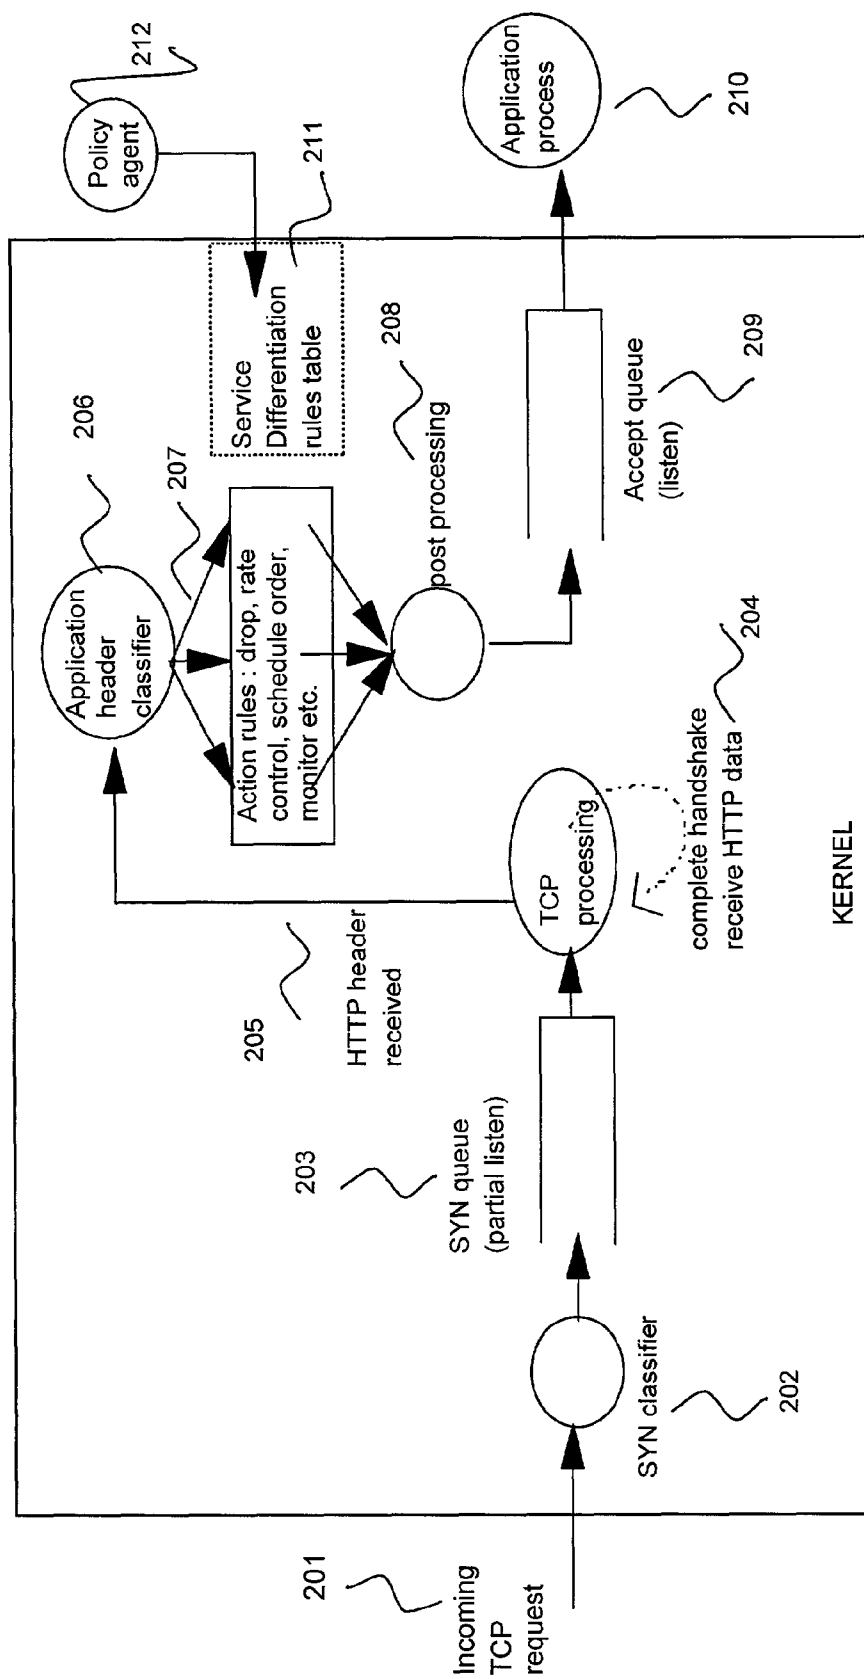 201
Incoming
TCP
request
SYN classifier
202
203
SYN queue
(partial listen)
TCP
processing
complete handshake
receive HTTP data
204
205
HTTP header
received
Application
header
classifier
206
207
Action rules : drop, rate
control, schedule order,
monitor etc.
208
post processing
Service
Differentiation
rules table
211
Policy
agent
212
Accept queue
(listen)
209
Application
process
210
KERNEL